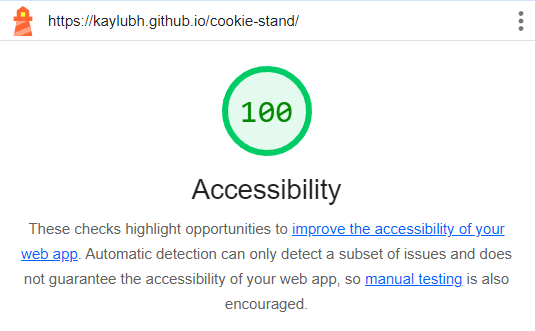 https://kaylubh.github.io/cookie-stand/
100
Accessibility
These checks highlight opportunities to improve the accessibility of your
web app. Automatic detection can only detect a subset of issues and does
not guarantee the accessibility of your web app, so manual testing is also
encouraged.